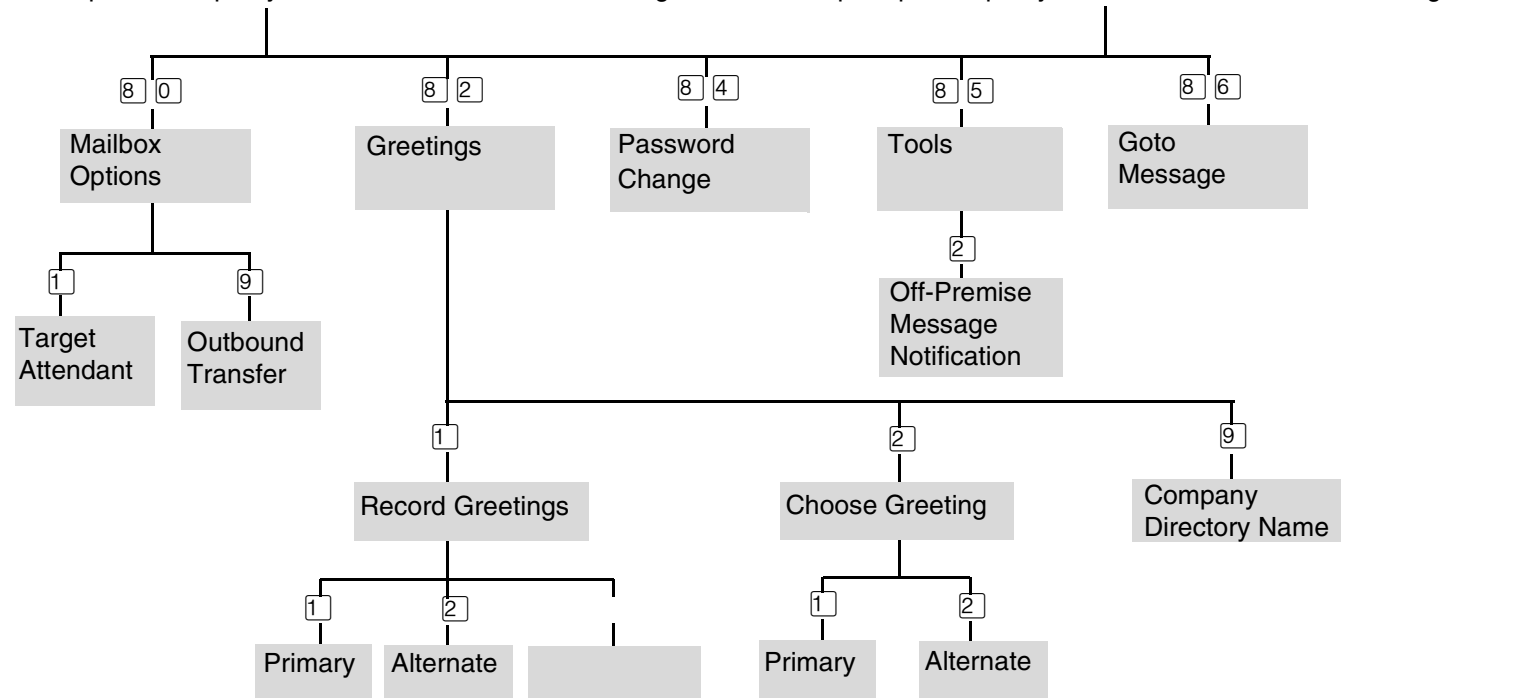 8 0
8 2
8 4
8 5
8 6
Mailbox
Options
Greetings
Password
Change
Tools
Goto
Message
2
1
9
Off-Premise
Message
Notification
Target
Attendant
Outbound
Transfer
1
2
9
Record Greetings
Choose Greeting
Company
Directory Name
1
2
1
2
Primary
Alternate
Primary
Alternate